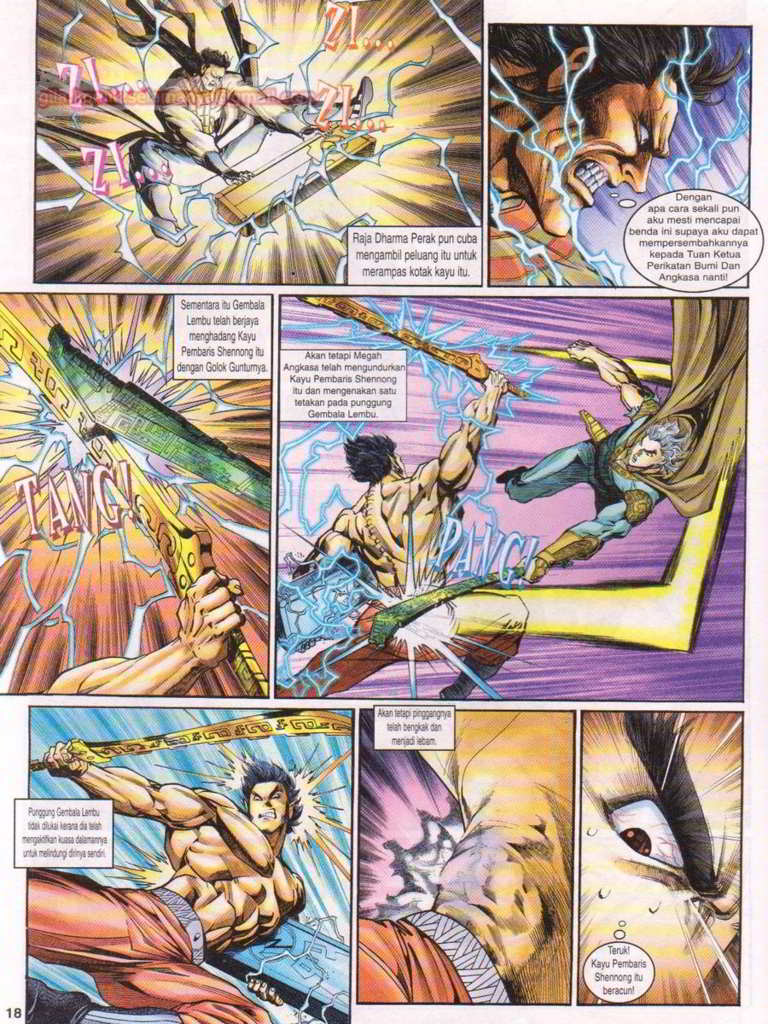 ZI...
ZI...
ZI...
ZI...
Raja Dharma Perak pun cuba
mengambil peluang itu untuk
merampas kotak kayu itu.
Dengan
apa cara sekali pun
aku mesti mencapai
benda ini supaya aku dapat
mempersembahkannya
kepada Tuan Ketua
Perikatan Bumi Dan
Angkasa nanti!
Sementara itu Gembala
Lembu telah berjaya
menghadang Kayu
Pembaris Shennong itu
dengan Golok Gunturnya.
TANG!
Akan tetapi Megah
Angkasa telah mengundurkan
Kayu Pembaris Shennong
itu dan mengenakan satu
tetakan pada punggung
Gembala Lembu.
PANG!
Punggung Gembala Lembu
tidak dilukai kerana dia telah
mengaktifkan kuasa dalamannya
untuk melindungi dirinya sendiri.
Akan tetapi pinggangnya
telah bengkak dan
menjadi lebam.
Teruk!
Kayu Pembaris
Shennong itu
beracun!
18